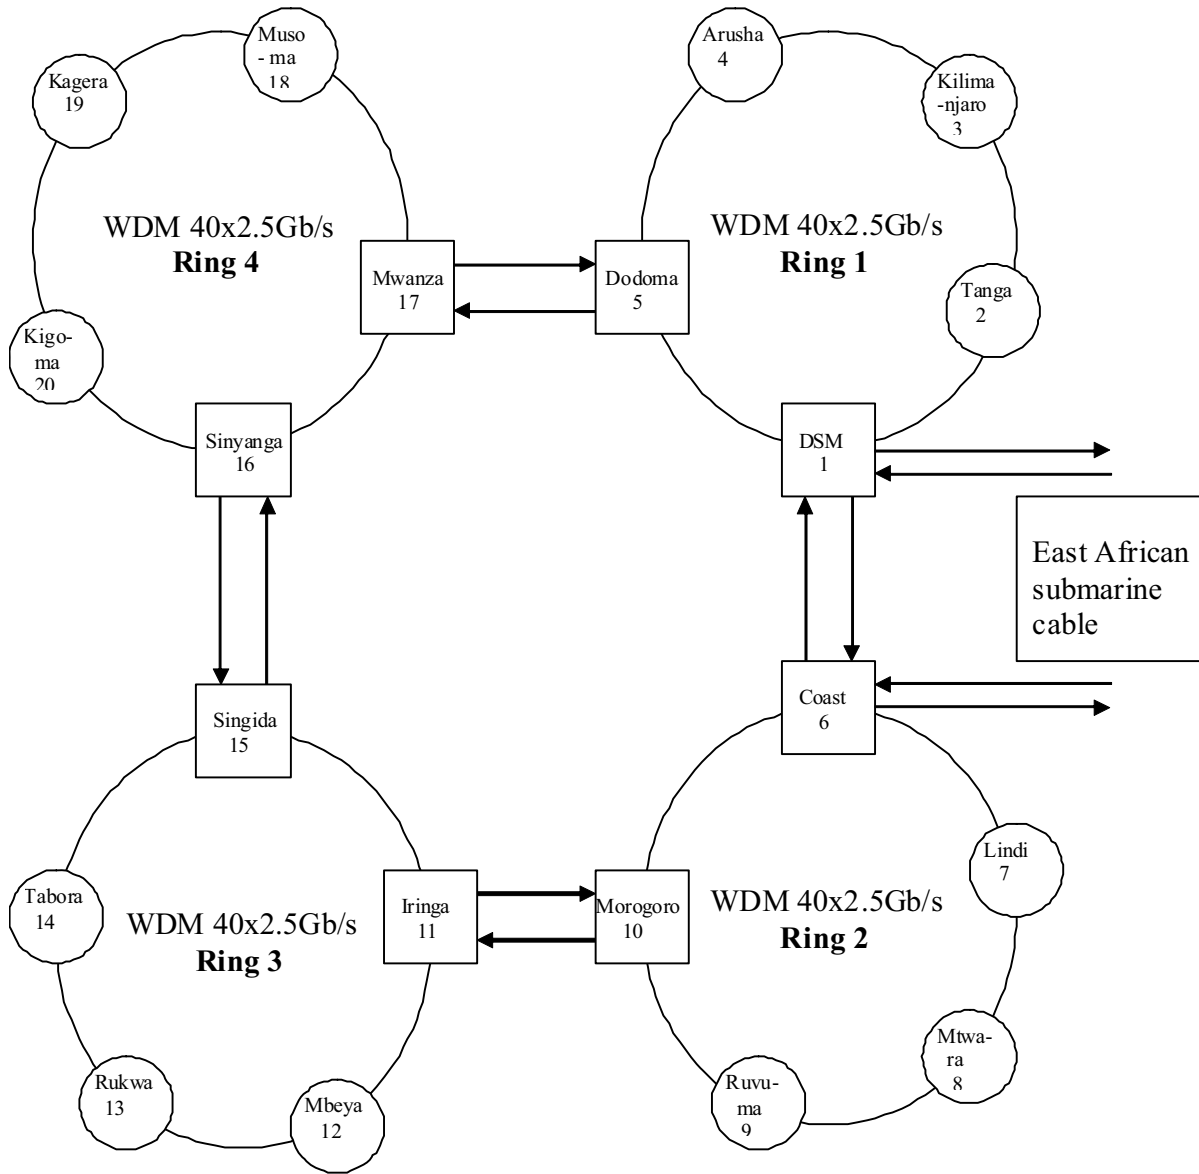 Muso
- ma
18
Kagera
19
WDM 40x2.5Gb/s
Ring 4
Mwanza
17
Kigo-
ma
20
Sinyanga
16
Arusha
4
Kilima
-njaro
3
WDM 40x2.5Gb/s
Ring 1
Dodoma
5
Tanga
2
DSM
1
East African
submarine
cable
Singida
15
Tabora
14
WDM 40x2.5Gb/s
Ring 3
Iringa
11
Rukwa
13
Mbeya
12
Coast
6
Lindi
7
Morogoro
10
WDM 40x2.5Gb/s
Ring 2
Mtwa-
ra
8
Ruvu-
ma
9